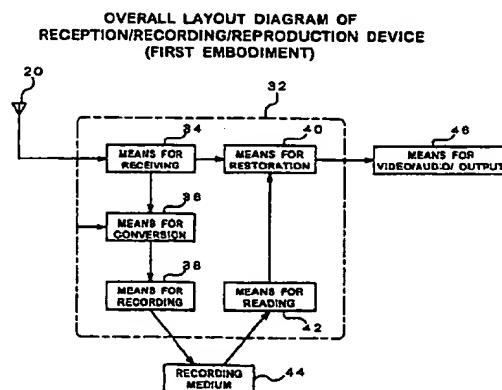 OVERALL LAYOUT DIAGRAM OF
RECEPTION/RECORDING/REPRODUCTION DEVICE
(FIRST EMBODIMENT)
20
32
34
40
46
MEANS FOR
RECEIVING
MEANS FOR
RESTORATION
MEANS FOR
VIDEO/AUDIO/ OUTPUT
36
MEANS FOR
CONVERSION
38
MEANS FOR
RECORDING
MEANS FOR
READING
42
RECORDING
MEDIUM
44